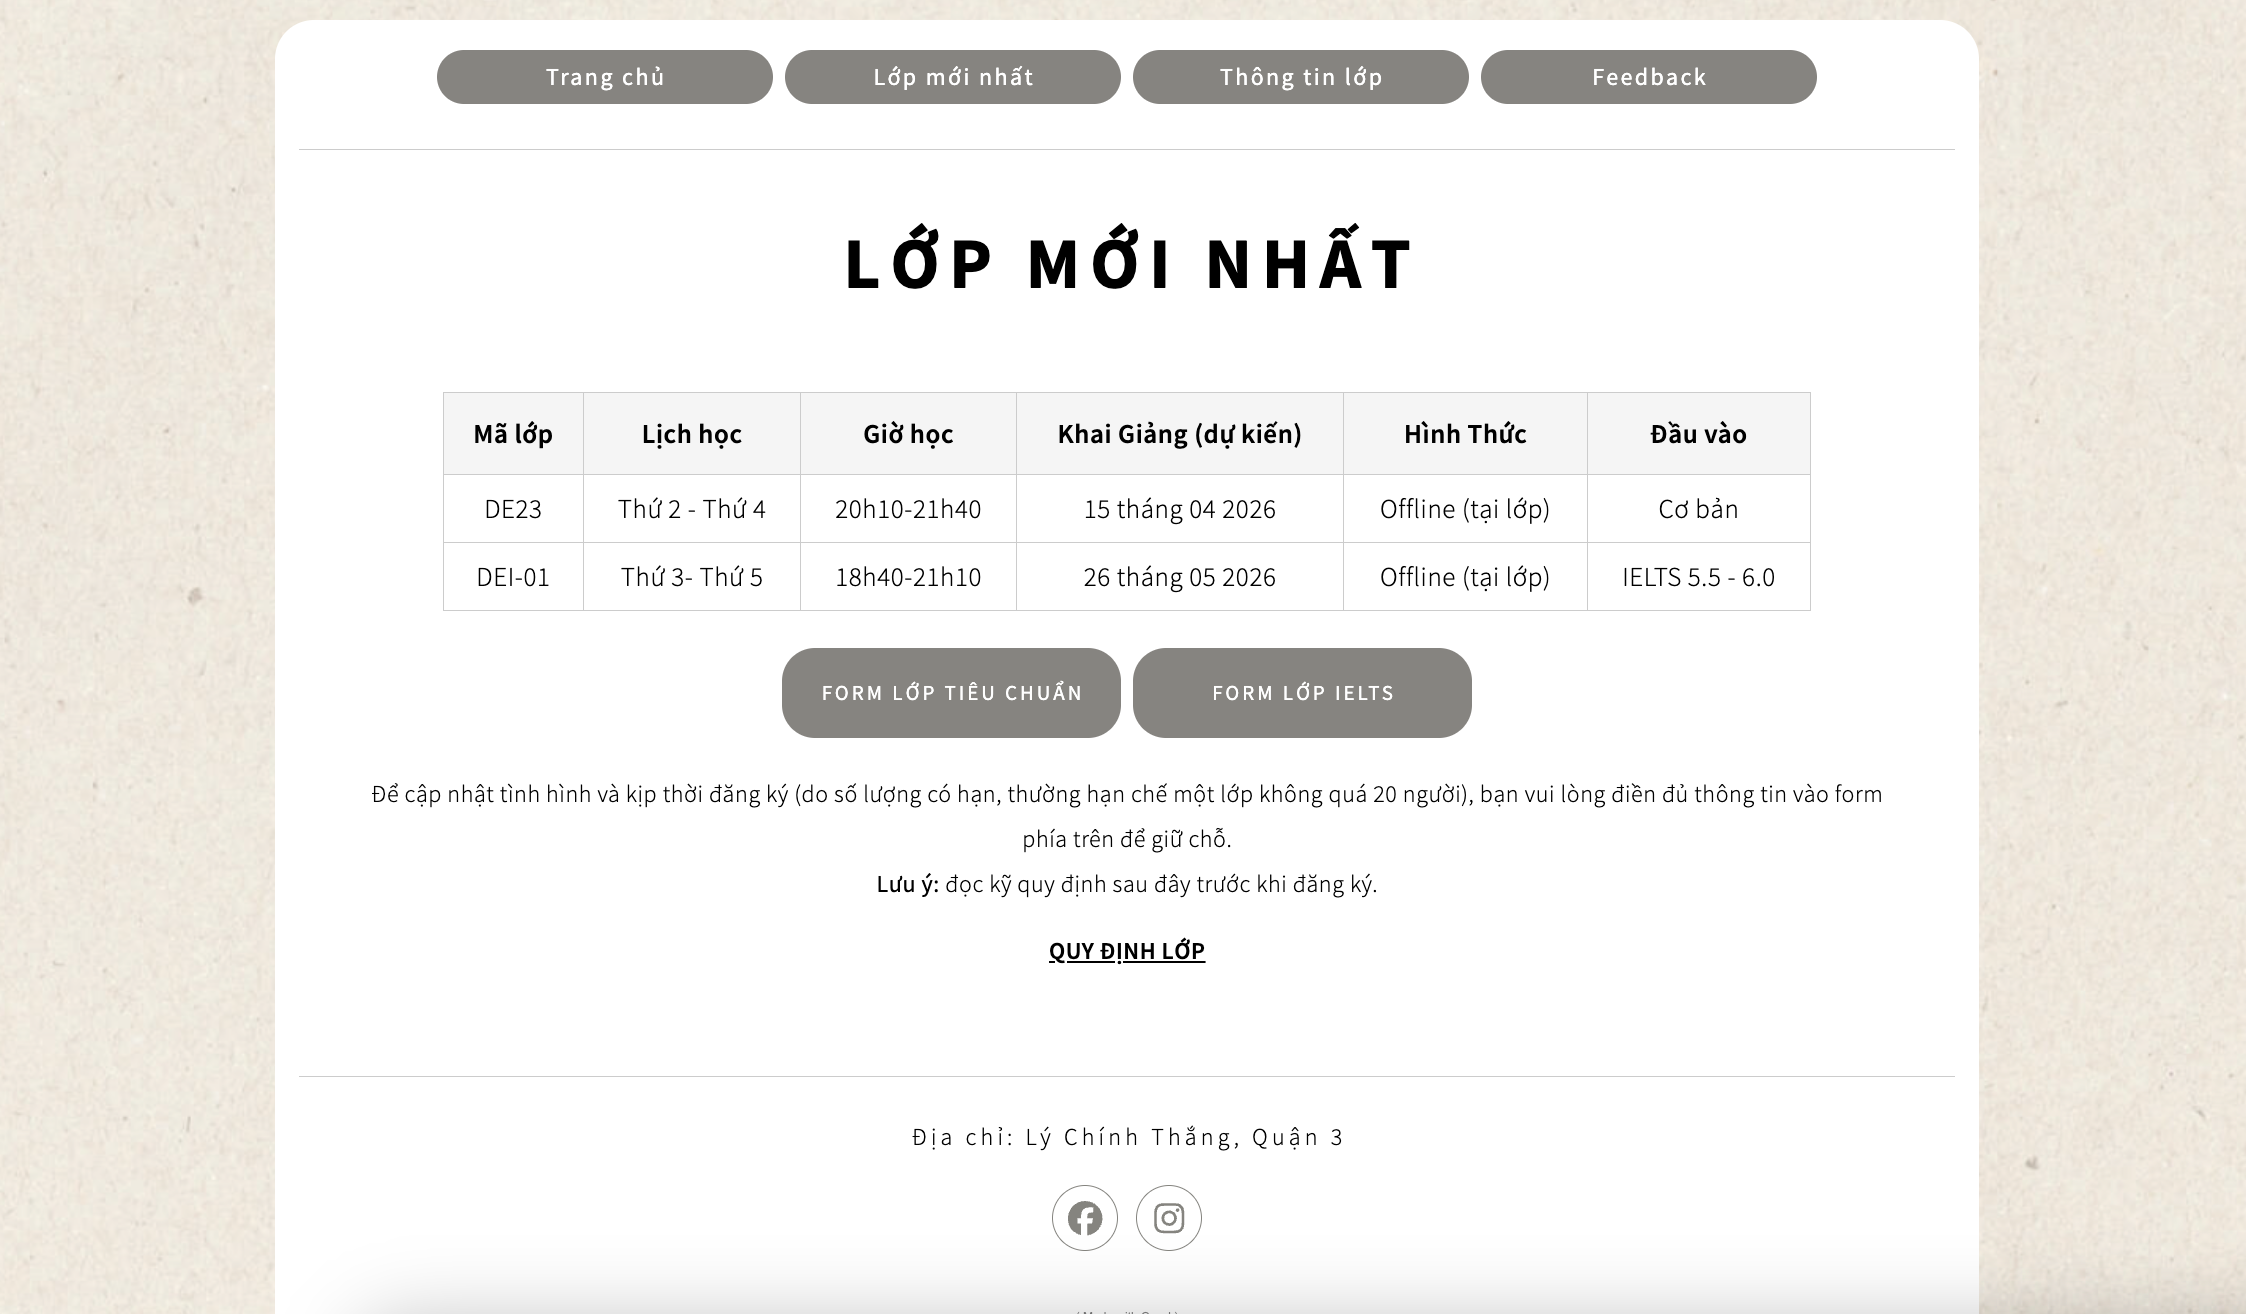 Trang chủ Lớp mới nhất Thông tin lớp Feedback
LỚP MỚI NHẤT
Mã lớp Lịch học Giờ học Khai Giảng (dự kiến) Hình Thức Đầu vào
DE23 Thứ 2 - Thứ 4 20h10-21h40 15 tháng 04 2026 Offline (tại lớp) Cơ bản
DEI-01 Thứ 3- Thứ 5 18h40-21h10 26 tháng 05 2026 Offline (tại lớp) IELTS 5.5 - 6.0
FORM LỚP TIÊU CHUẨN FORM LỚP IELTS
Để cập nhật tình hình và kịp thời đăng ký (do số lượng có hạn, thường hạn chế một lớp không quá 20 người), bạn vui lòng điền đủ thông tin vào form
phía trên để giữ chỗ.
Lưu ý: đọc kỹ quy định sau đây trước khi đăng ký.
QUY ĐỊNH LỚP
Địa chỉ: Lý Chính Thắng, Quận 3